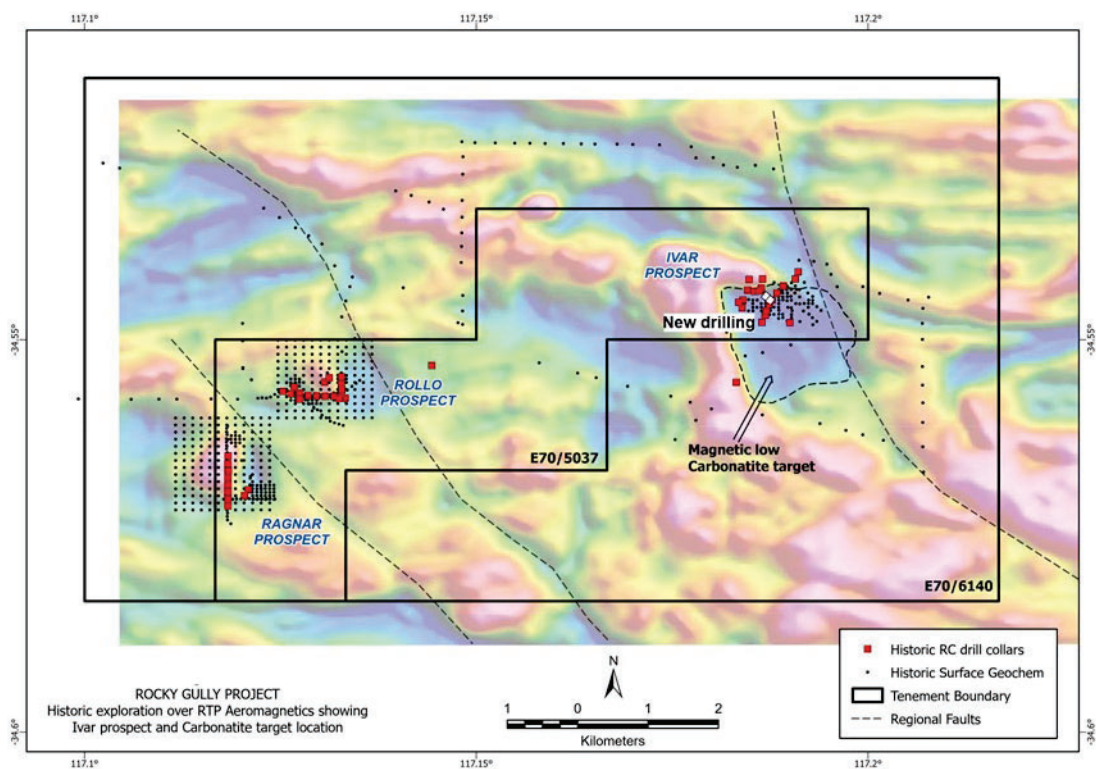 117.1°
117.15°
117.2°
IVAR
PROSPECT
New drilling
-34.55°
-34.55°
ROLLO
PROSPECT
Magnetic low
Carbonatite target
E70/5037
RAGNAR
PROSPECT
E70/6140
N
1 0 1 2
Kilometers
ROCKY GULLY PROJECT
Historic exploration over RTP Aeromagnetics showing
Ivar prospect and Carbonatite target location
Historic RC drill collars
Historic Surface Geochem
Tenement Boundary
Regional Faults
-34.6°
-34.6°
117.1°
117.15°
117.2°